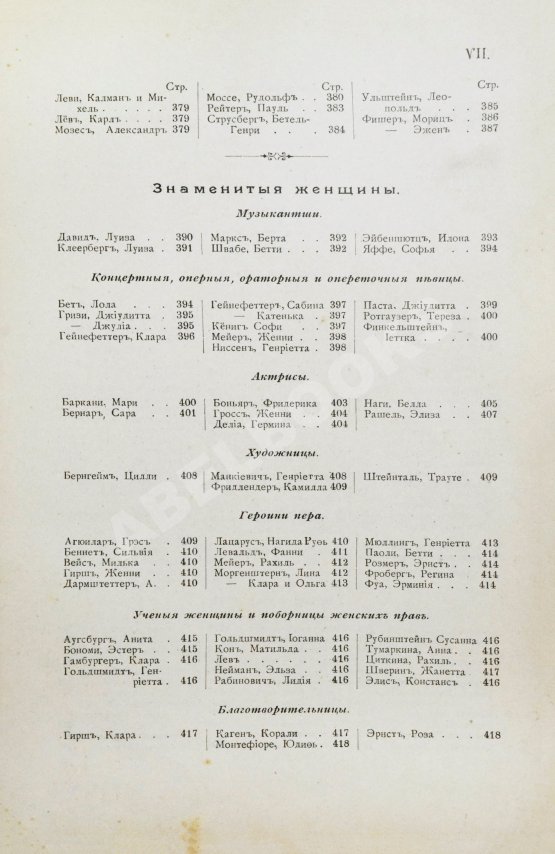 VII.
Стр.
Леви, Калманъ и Ми-
хель . . . . . . 379
Лёвъ, Карлъ . . . . 379
Мозесъ, Александръ 379
Стр.
Моссе, Рудольфъ . . 380
Рейтеръ, Пауль . . 383
Струсбергъ, Бетель-
Генри . . . 384
Стр.
Ульштейнъ, Лео-
польдъ . . . 385
Фишеръ, Морицъ . . 386
— Эженъ . . 387
Знаменитыя женщины.
Музыкантши.
Давидъ, Луиза . . 390
Клеербергъ, Луиза . 391
Марксъ, Берта . . 392
Швабе, Бетти . . . 392
Эйбеншютцъ, Илона 393
Яффе, Софья . . . 394
Концертныя, оперныя, ораторныя и опереточныя пѣвицы.
Бетъ, Лола . . . 394
Гризи, Джіудитта . . 395
— Джуліа . . . 395
Гейнефеттеръ, Клара 396
Гейнефеттеръ, Сабина 397
— Катенька . . 397
Кёнигъ Софи . . 397
Мейеръ, Женни . . 398
Ниссенъ, Генріетта . 398
Паста, Джіудитта . 399
Ротгаузеръ, Тереза . 400
Финкельштейнъ,
Іеттка . . . . 400
Актрисы.
Баркани, Мари . . 400
Бернаръ, Сара . . 401
Боньяръ, Фридерика 403
Гроссъ, Женни . . 404
Деліа, Гермина . . 404
Наги, Белла . . . 405
Рашель, Элиза . . 407
Художницы.
Бернгеймъ, Цилли . 408
Манкіевичъ, Генріетта 408
Фриллендеръ, Камилла 409
Штейнталь, Трауте . 409
Героини пера.
Агюиларъ, Грэсъ . 409
Беннетъ, Сильвія . 410
Вейсъ, Милька . . 410
Гиршъ, Женни . . 410
Дармштеттеръ, А. . 410
Лацарусъ, Нагида Руѳь 410
Левальдъ, Фанни . . 411
Мейеръ, Рахиль . . 412
Моргенштернъ, Лина 412
— Клара и Ольга 413
Мюллингъ, Генріетта 413
Паоли, Бетти . . . 414
Розмеръ, Эрнстъ . . 414
Фробергъ, Регина . 414
Фуа, Эрминія . . . 414
Ученыя женщины и поборницы женскихъ правъ.
Аугсбургъ, Анита . 415
Бономи, Эстеръ . . 415
Гамбургеръ, Клара . 416
Гольдшмидтъ, Ген-
ріетта . . . 416
Гольдшмидтъ, Іоганна 416
Конъ, Матильда . . 416
Левъ . . . . . . 416
Нейманъ, Эльза . . 416
Рабиновичъ, Лидія . 416
Рубинштейнъ Сусанна 416
Тумаркина, Анна . . 416
Циткина, Рахиль . . 416
Шверинъ, Жанетта 417
Элисъ, Констансъ . 416
Благотворительницы.
Гиршъ, Клара . . . 417
Кагенъ, Корали . . 417
Монтефіоре, Юдиѳь . 418
Эрнстъ, Роза . . . 418